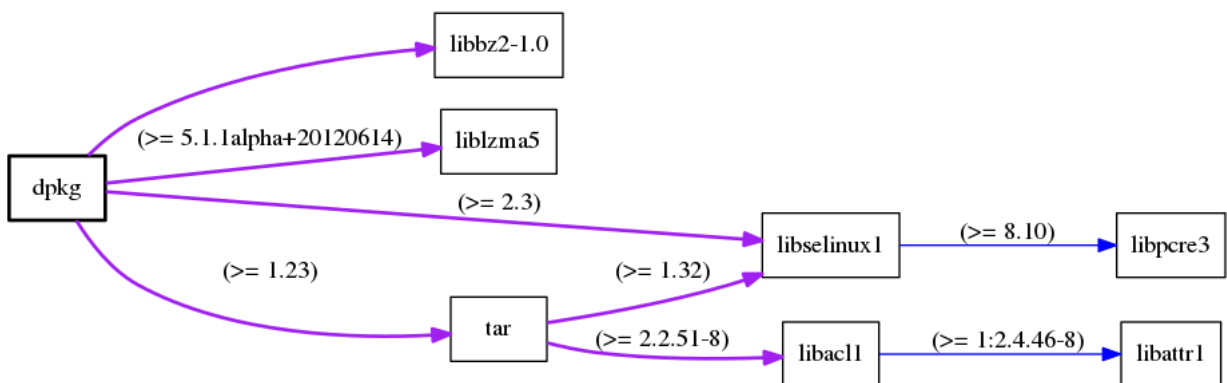 libbz2-1.0
(>= 5.1.1alpha+20120614)
liblzma5
dpkg
(>= 2.3)
libselinux1
(>= 8.10)
libpcre3
(>= 1.23)
(>= 1.32)
tar
(>= 2.2.51-8)
libacl1
(>= 1:2.4.46-8)
libattr1